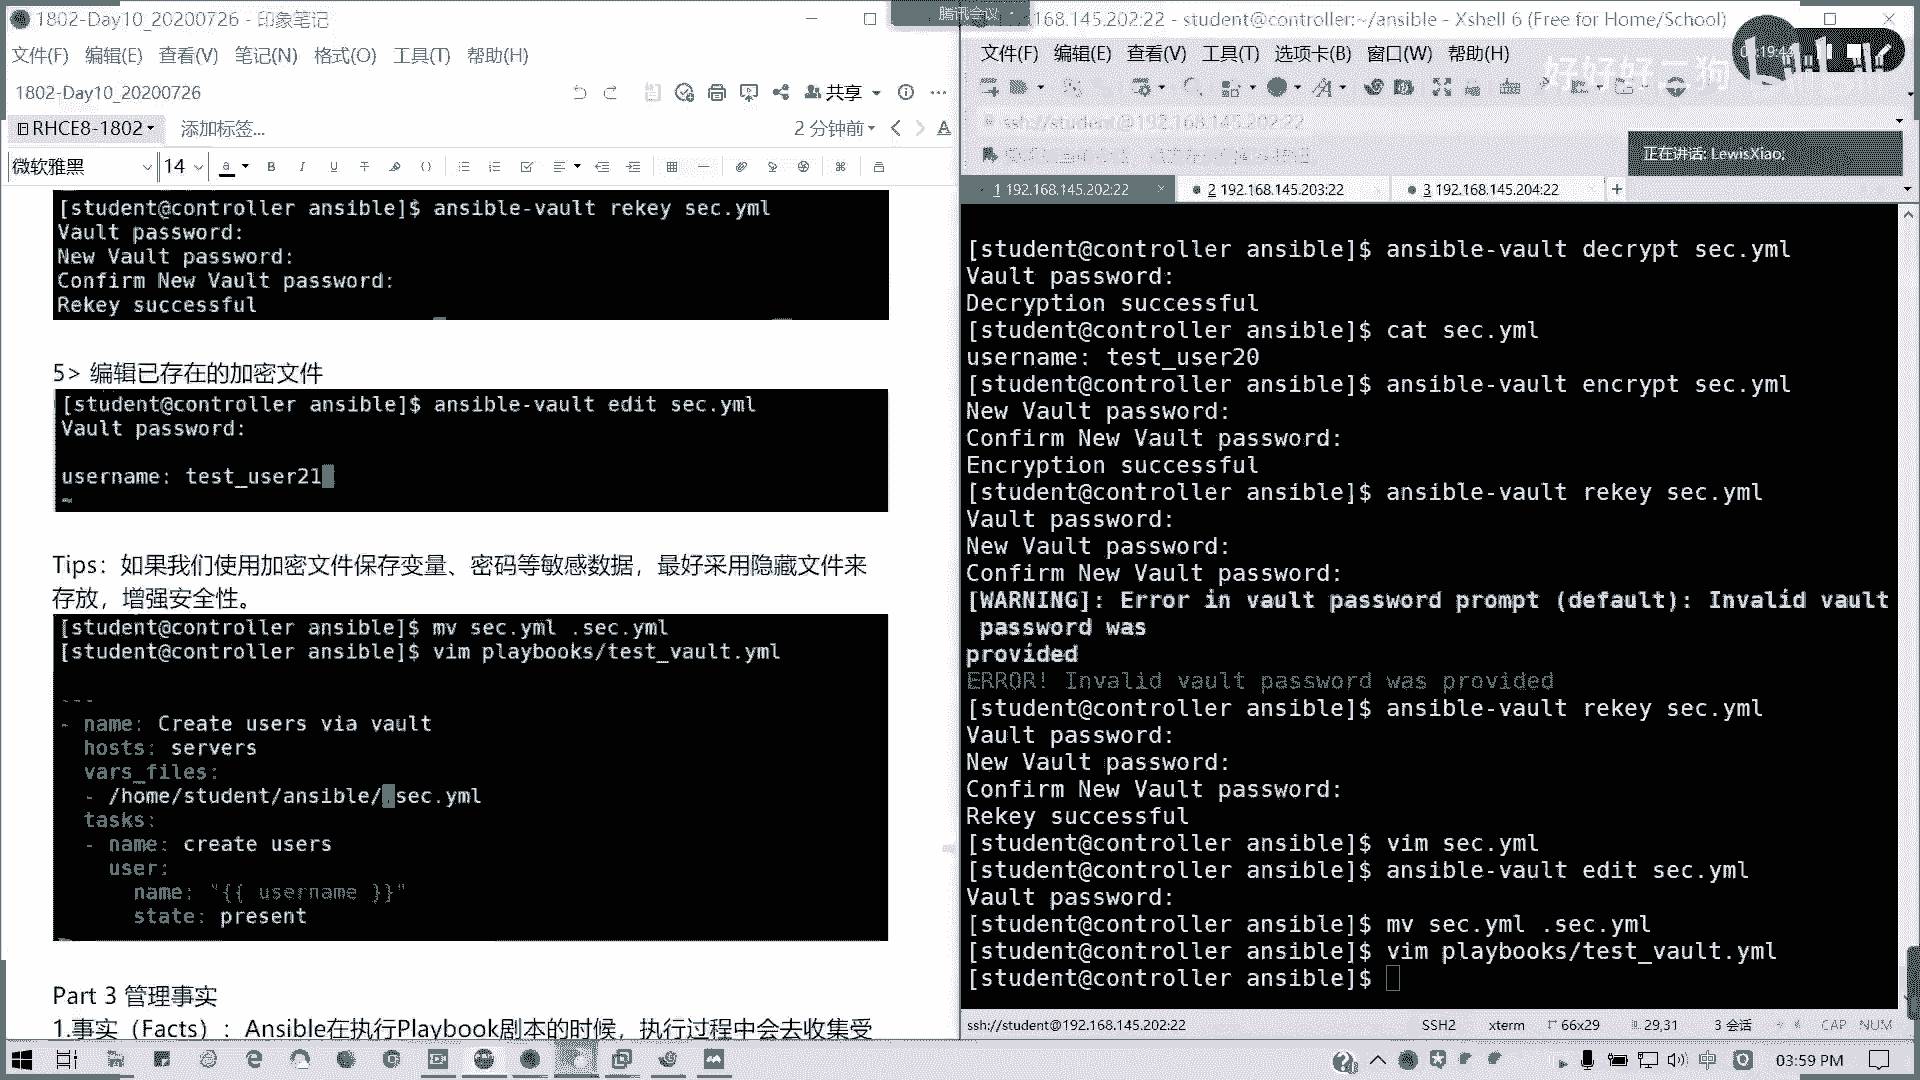 1802-Day10_20200726 - 印象笔记
文件(F) 编辑(E) 查看(V) 笔记(N) 格式(O) 工具(T) 帮助(H)
1802-Day10_20200726
共享
RHCE8-1802 添加标签...
2 分钟前
微软雅黑 14
[student@controller ansible]$ ansible-vault rekey sec.yml
Vault password:
New Vault password:
Confirm New Vault password:
Rekey successful
5> 编辑已存在的加密文件
[student@controller ansible]$ ansible-vault edit sec.yml
Vault password:
username: test_user21
~
Tips：如果我们使用加密文件保存变量、密码等敏感数据，最好采用隐藏文件来
存放，增强安全性。
[student@controller ansible]$ mv sec.yml .sec.yml
[student@controller ansible]$ vim playbooks/test_vault.yml
---
- name: Create users via vault
hosts: servers
vars_files:
- /home/student/ansible/.sec.yml
tasks:
- name: create users
user:
name: "{{ username }}"
state: present
Part 3 管理事实
1.事实（Facts）：Ansible在执行Playbook剧本的时候，执行过程中会去收集受
腾讯会议
.168.145.202:22 - student@controller:~/ansible - Xshell 6 (Free for Home/School)
文件(F) 编辑(E) 查看(V) 工具(T) 选项卡(B) 窗口(W) 帮助(H)
19:44
好好好二狗
ssh://student@192.168.145.202:22
正在讲话: LewisXiao;
1 192.168.145.202:22
2 192.168.145.203:22
3 192.168.145.204:22
[student@controller ansible]$ ansible-vault decrypt sec.yml
Vault password:
Decryption successful
[student@controller ansible]$ cat sec.yml
username: test_user20
[student@controller ansible]$ ansible-vault encrypt sec.yml
New Vault password:
Confirm New Vault password:
Encryption successful
[student@controller ansible]$ ansible-vault rekey sec.yml
Vault password:
New Vault password:
Confirm New Vault password:
[WARNING]: Error in vault password prompt (default): Invalid vault
password was
provided
ERROR! Invalid vault password was provided
[student@controller ansible]$ ansible-vault rekey sec.yml
Vault password:
New Vault password:
Confirm New Vault password:
Rekey successful
[student@controller ansible]$ vim sec.yml
[student@controller ansible]$ ansible-vault edit sec.yml
Vault password:
[student@controller ansible]$ mv sec.yml .sec.yml
[student@controller ansible]$ vim playbooks/test_vault.yml
[student@controller ansible]$
ssh://student@192.168.145.202:22 SSH2 xterm 66x29 29,31 3 会话 CAP NUM
中 03:59 PM